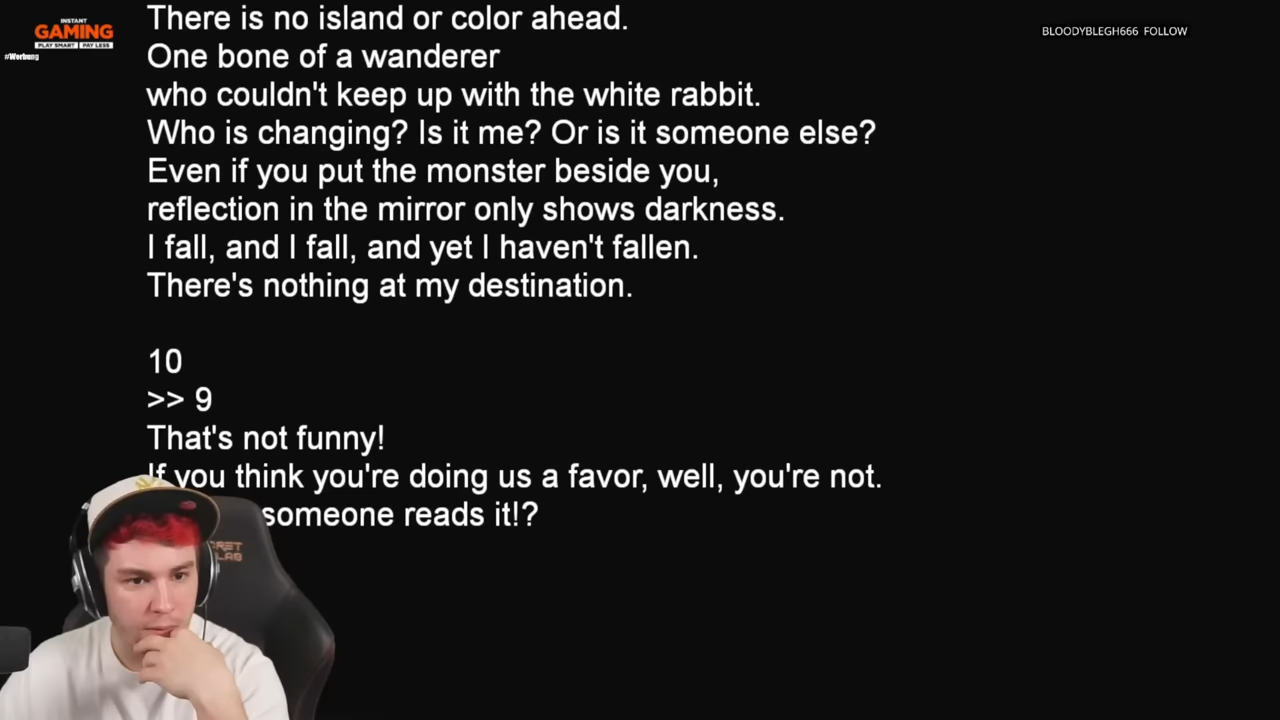 INSTANT
GAMING
PLAY SMART | PAY LESS
#Werbung
BLOODYBLEGH666 FOLLOW
There is no island or color ahead.
One bone of a wanderer
who couldn't keep up with the white rabbit.
Who is changing? Is it me? Or is it someone else?
Even if you put the monster beside you,
reflection in the mirror only shows darkness.
I fall, and I fall, and yet I haven't fallen.
There's nothing at my destination.
10
>> 9
That's not funny!
If you think you're doing us a favor, well, you're not.
someone reads it!?